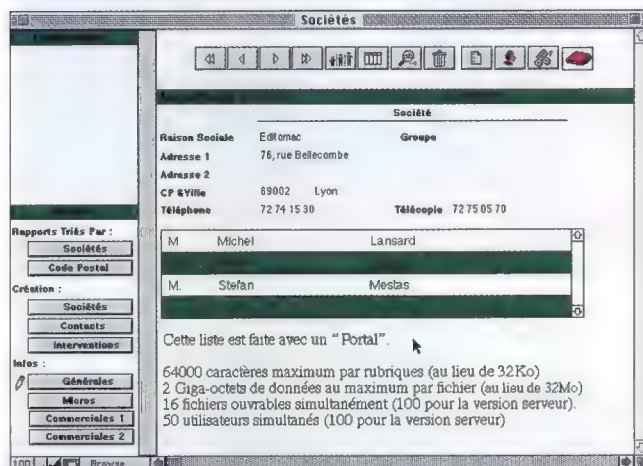 Sociétés
Société
Raison Sociale Editomac Groupe
Adresse 1 76, rue Bellecombe
Adresse 2
CP &Ville 69002 Lyon
Téléphone 72 74 15 30 Télécopie 72 75 05 70
Rapports Triés Par :
Sociétés
Code Postal
Création :
Sociétés
Contacts
Interventions
Infos :
Générales
Micros
Commerciales 1
Commerciales 2
M Michel Lansard
M. Stefan Mestas
Cette liste est faite avec un “ Portal”.
64000 caractères maximum par rubriques (au lieu de 32Ko)
2 Giga-octets de données au maximum par fichier (au lieu de 32Mo)
16 fichiers ouvrables simultanément (100 pour la version serveur).
50 utilisateurs simultanés (100 pour la version serveur)
100 Browse